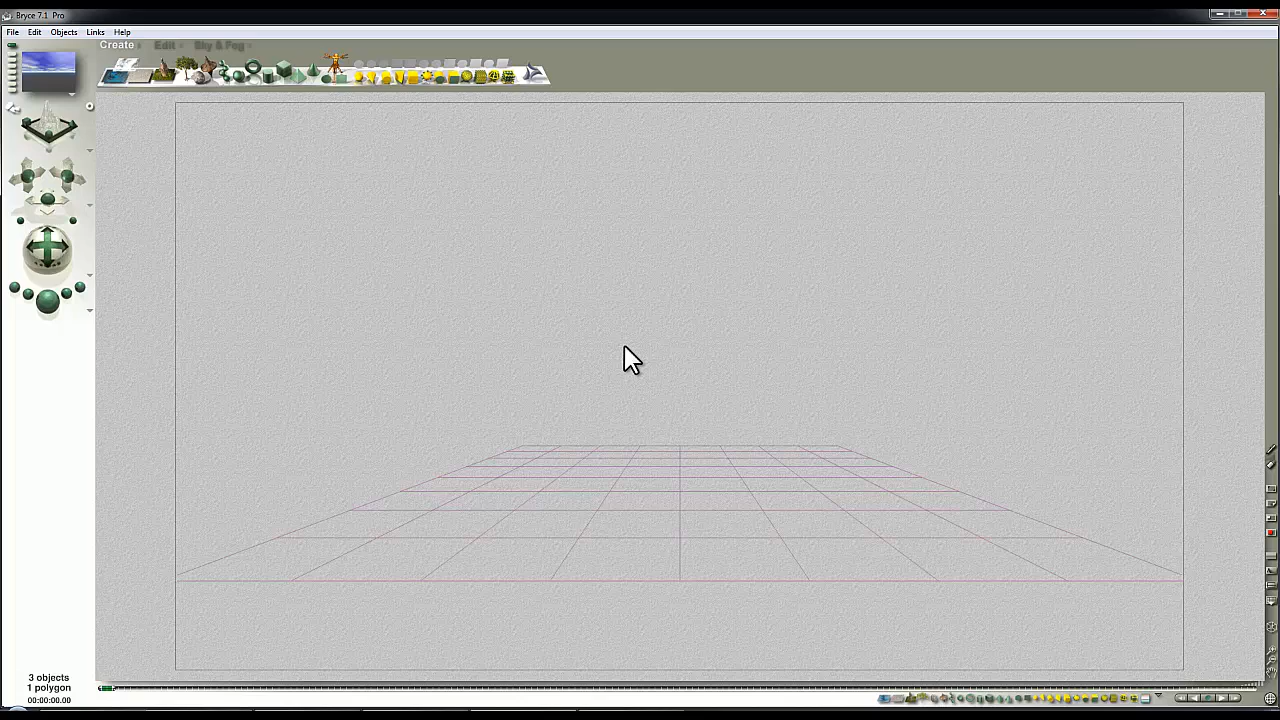 Bryce 7.1 Pro
File Edit Objects Links Help
Create Edit Sky & Fog
3 objects
1 polygon
00:00:00.00